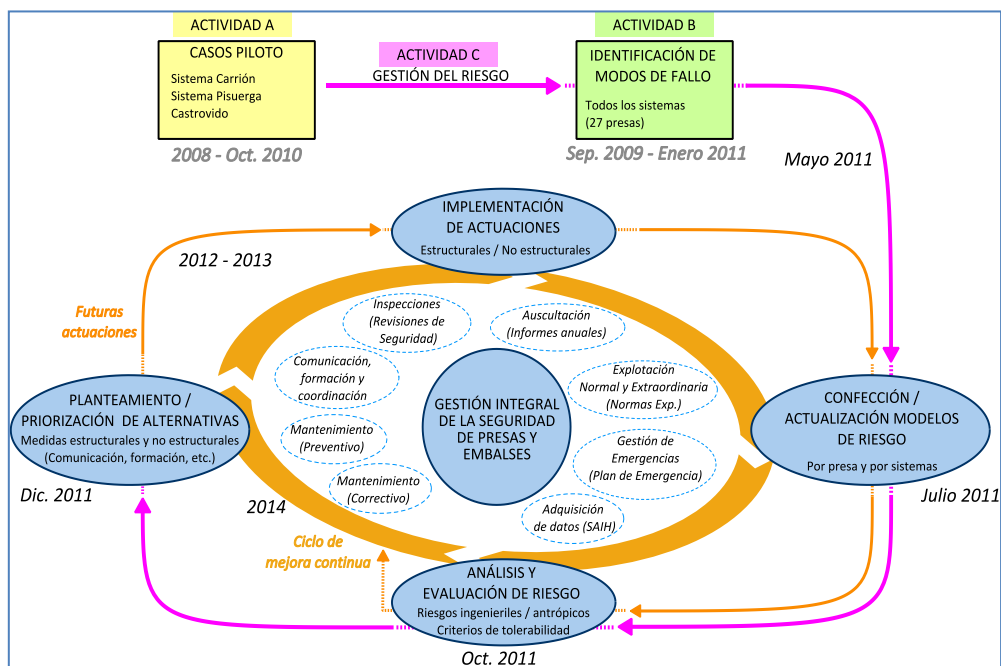 ACTIVIDAD A
CASOS PILOTO
Sistema Carrión
Sistema Pisuerga
Castrovido
2008 - Oct. 2010
ACTIVIDAD C
GESTIÓN DEL RIESGO
ACTIVIDAD B
IDENTIFICACIÓN DE
MODOS DE FALLO
Todos los sistemas
(27 presas)
Sep. 2009 - Enero 2011
Mayo 2011
IMPLEMENTACIÓN
DE ACTUACIONES
Estructurales / No estructurales
2012 - 2013
Futuras
actuaciones
Inspecciones
(Revisiones de
Seguridad)
Auscultación
(Informes anuales)
Comunicación,
formación y
coordinación
Explotación
Normal y Extraordinaria
(Normas Exp.)
Mantenimiento
(Preventivo)
Gestión de
Emergencias
(Plan de Emergencia)
Mantenimiento
(Correctivo)
Adquisición
de datos (SAIH)
GESTIÓN INTEGRAL
DE LA SEGURIDAD
DE PRESAS Y
EMBALSES
PLANTEAMIENTO /
PRIORIZACIÓN DE ALTERNATIVAS
Medidas estructurales y no estructurales
(Comunicación, formación, etc.)
Dic. 2011
CONFECCIÓN /
ACTUALIZACIÓN MODELOS
DE RIESGO
Por presa y por sistemas
Julio 2011
2014
Ciclo de
mejora continua
ANÁLISIS Y
EVALUACIÓN DE RIESGO
Riesgos ingenieriles / antrópicos
Criterios de tolerabilidad
Oct. 2011